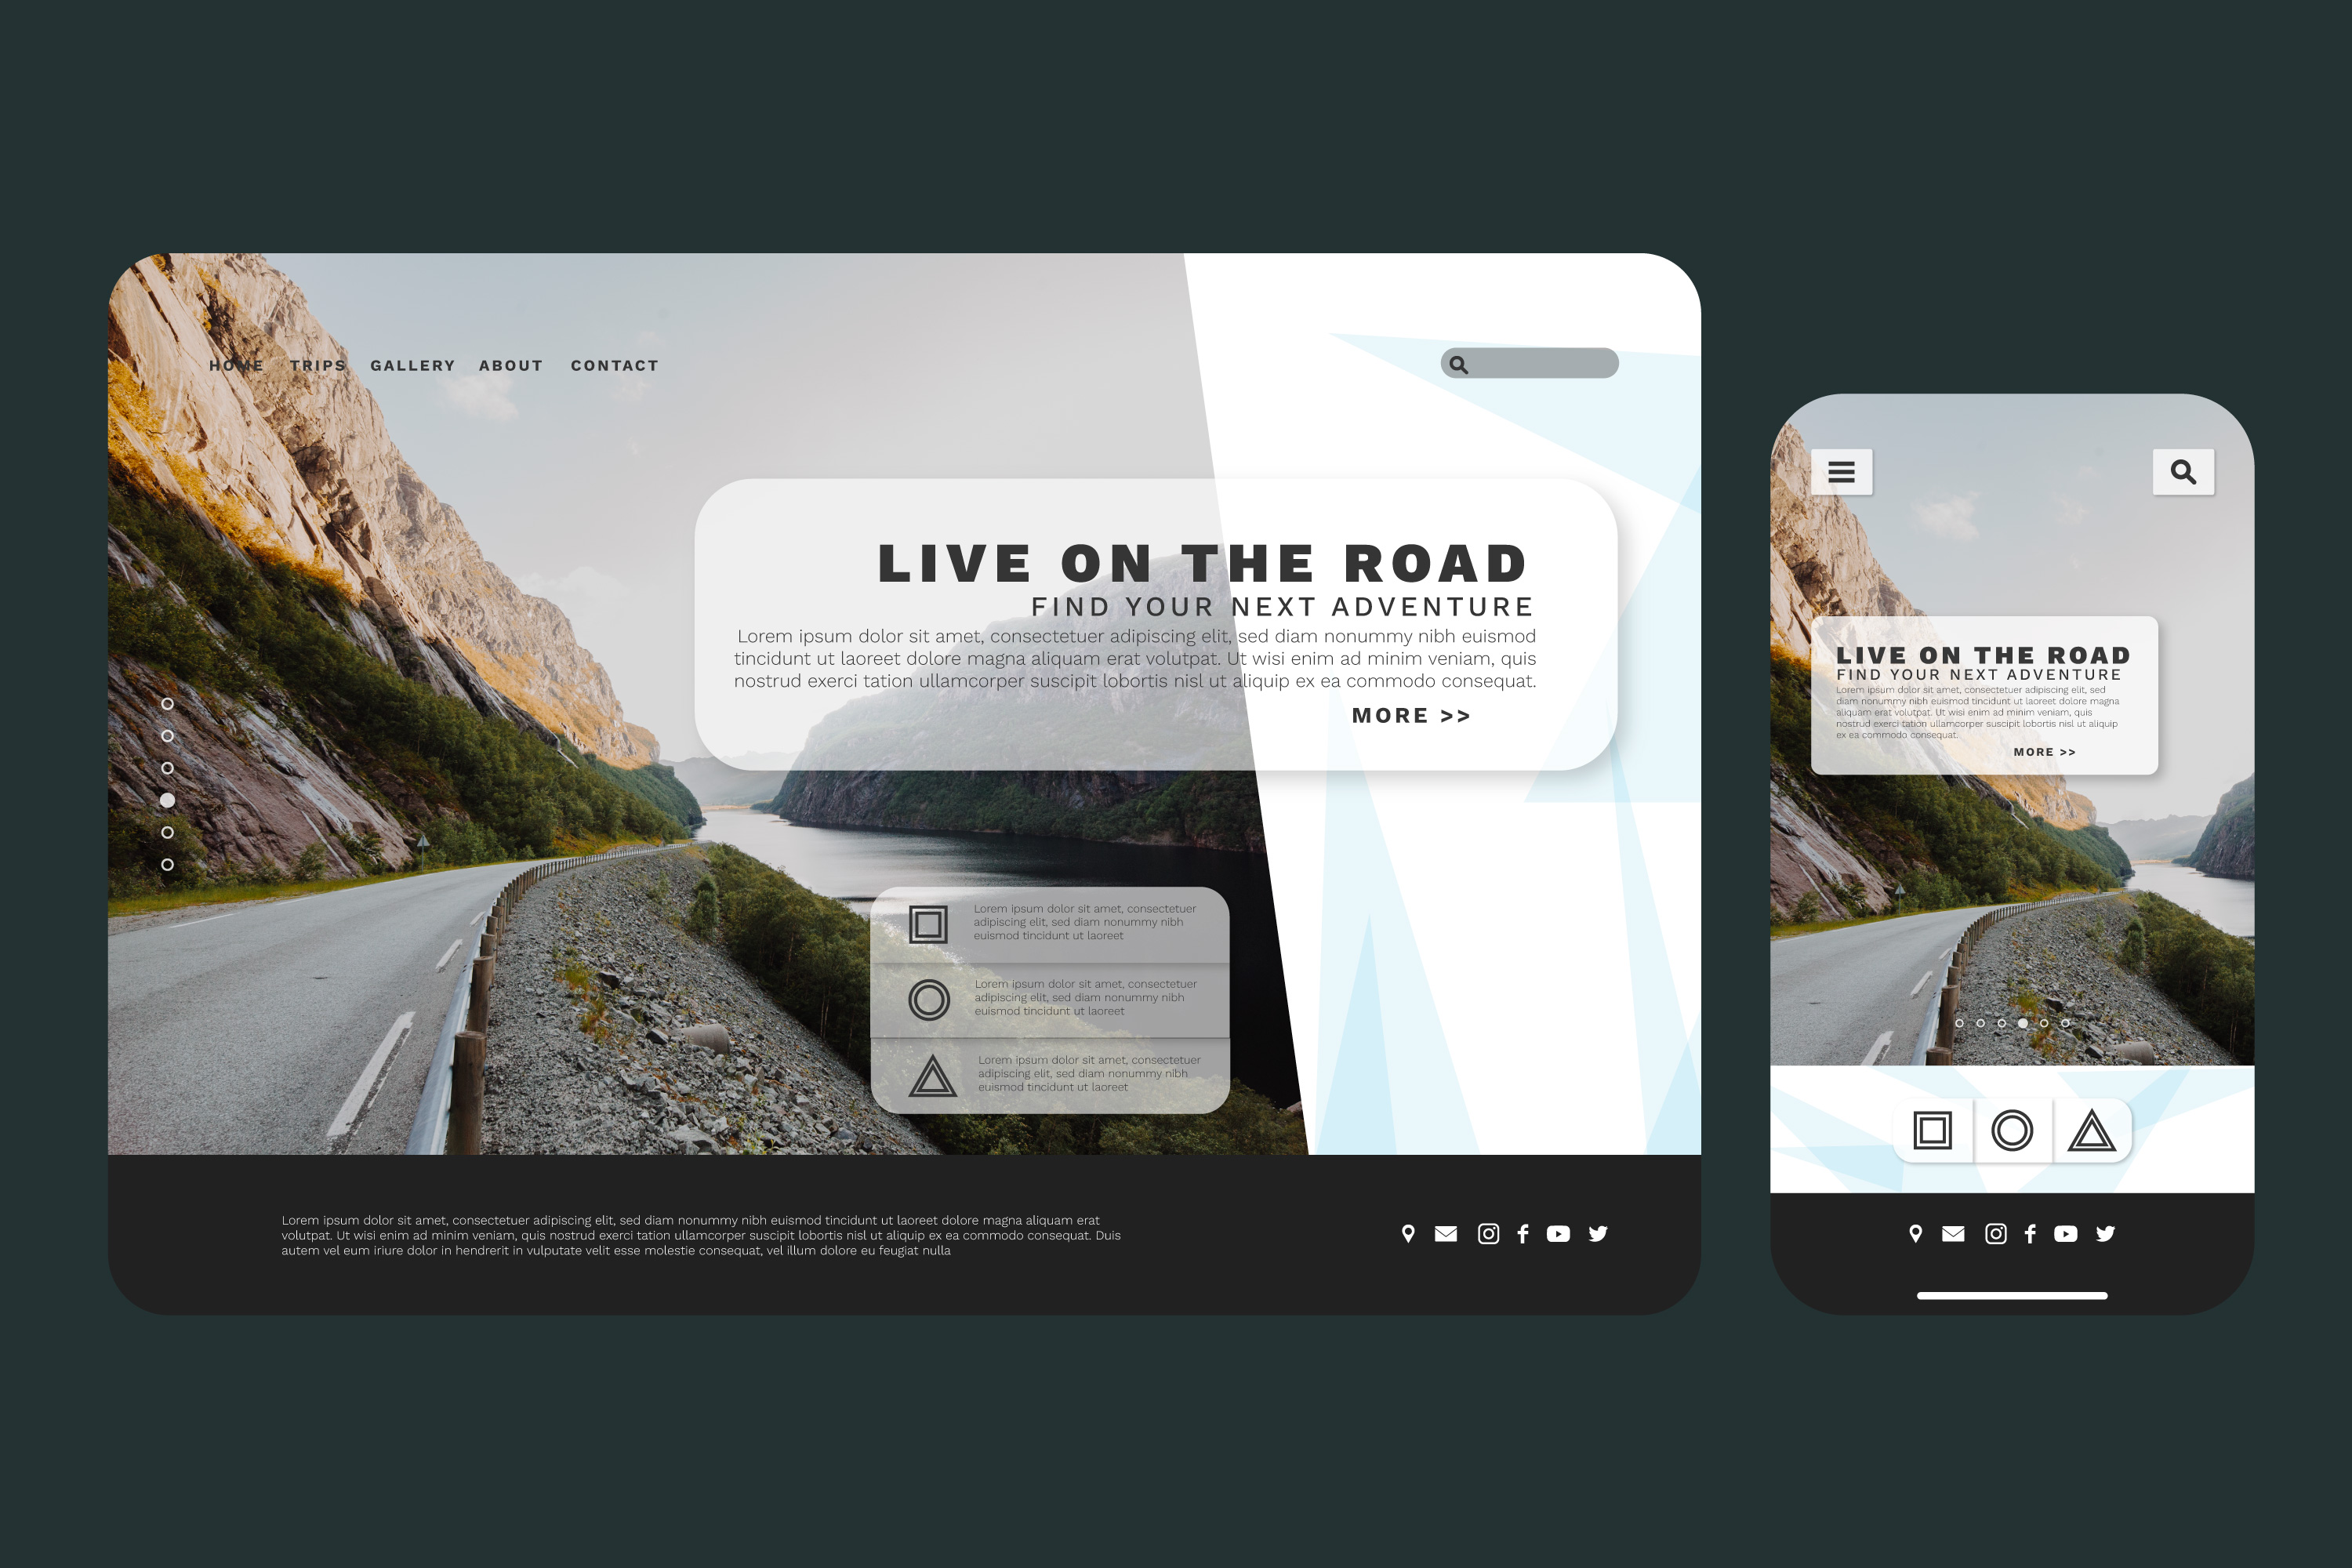 HOME TRIPS GALLERY ABOUT CONTACT
LIVE ON THE ROAD
FIND YOUR NEXT ADVENTURE
Lorem ipsum dolor sit amet, consectetuer adipiscing elit, sed diam nonummy nibh euismod
tincidunt ut laoreet dolore magna aliquam erat volutpat. Ut wisi enim ad minim veniam, quis
nostrud exerci tation ullamcorper suscipit lobortis nisl ut aliquip ex ea commodo consequat.
MORE >>
Lorem ipsum dolor sit amet, consectetuer
adipiscing elit, sed diam nonummy nibh
euismod tincidunt ut laoreet
Lorem ipsum dolor sit amet, consectetuer
adipiscing elit, sed diam nonummy nibh
euismod tincidunt ut laoreet
Lorem ipsum dolor sit amet, consectetuer
adipiscing elit, sed diam nonummy nibh
euismod tincidunt ut laoreet
Lorem ipsum dolor sit amet, consectetuer adipiscing elit, sed diam nonummy nibh euismod tincidunt ut laoreet dolore magna aliquam erat
volutpat. Ut wisi enim ad minim veniam, quis nostrud exerci tation ullamcorper suscipit lobortis nisl ut aliquip ex ea commodo consequat. Duis
autem vel eum iriure dolor in hendrerit in vulputate velit esse molestie consequat, vel illum dolore eu feugiat nulla
LIVE ON THE ROAD
FIND YOUR NEXT ADVENTURE
Lorem ipsum dolor sit amet, consectetuer adipiscing elit, sed
diam nonummy nibh euismod tincidunt ut laoreet dolore magna
aliquam erat volutpat. Ut wisi enim ad minim veniam, quis
nostrud exerci tation ullamcorper suscipit lobortis nisl ut aliquip
ex ea commodo consequat.
MORE >>